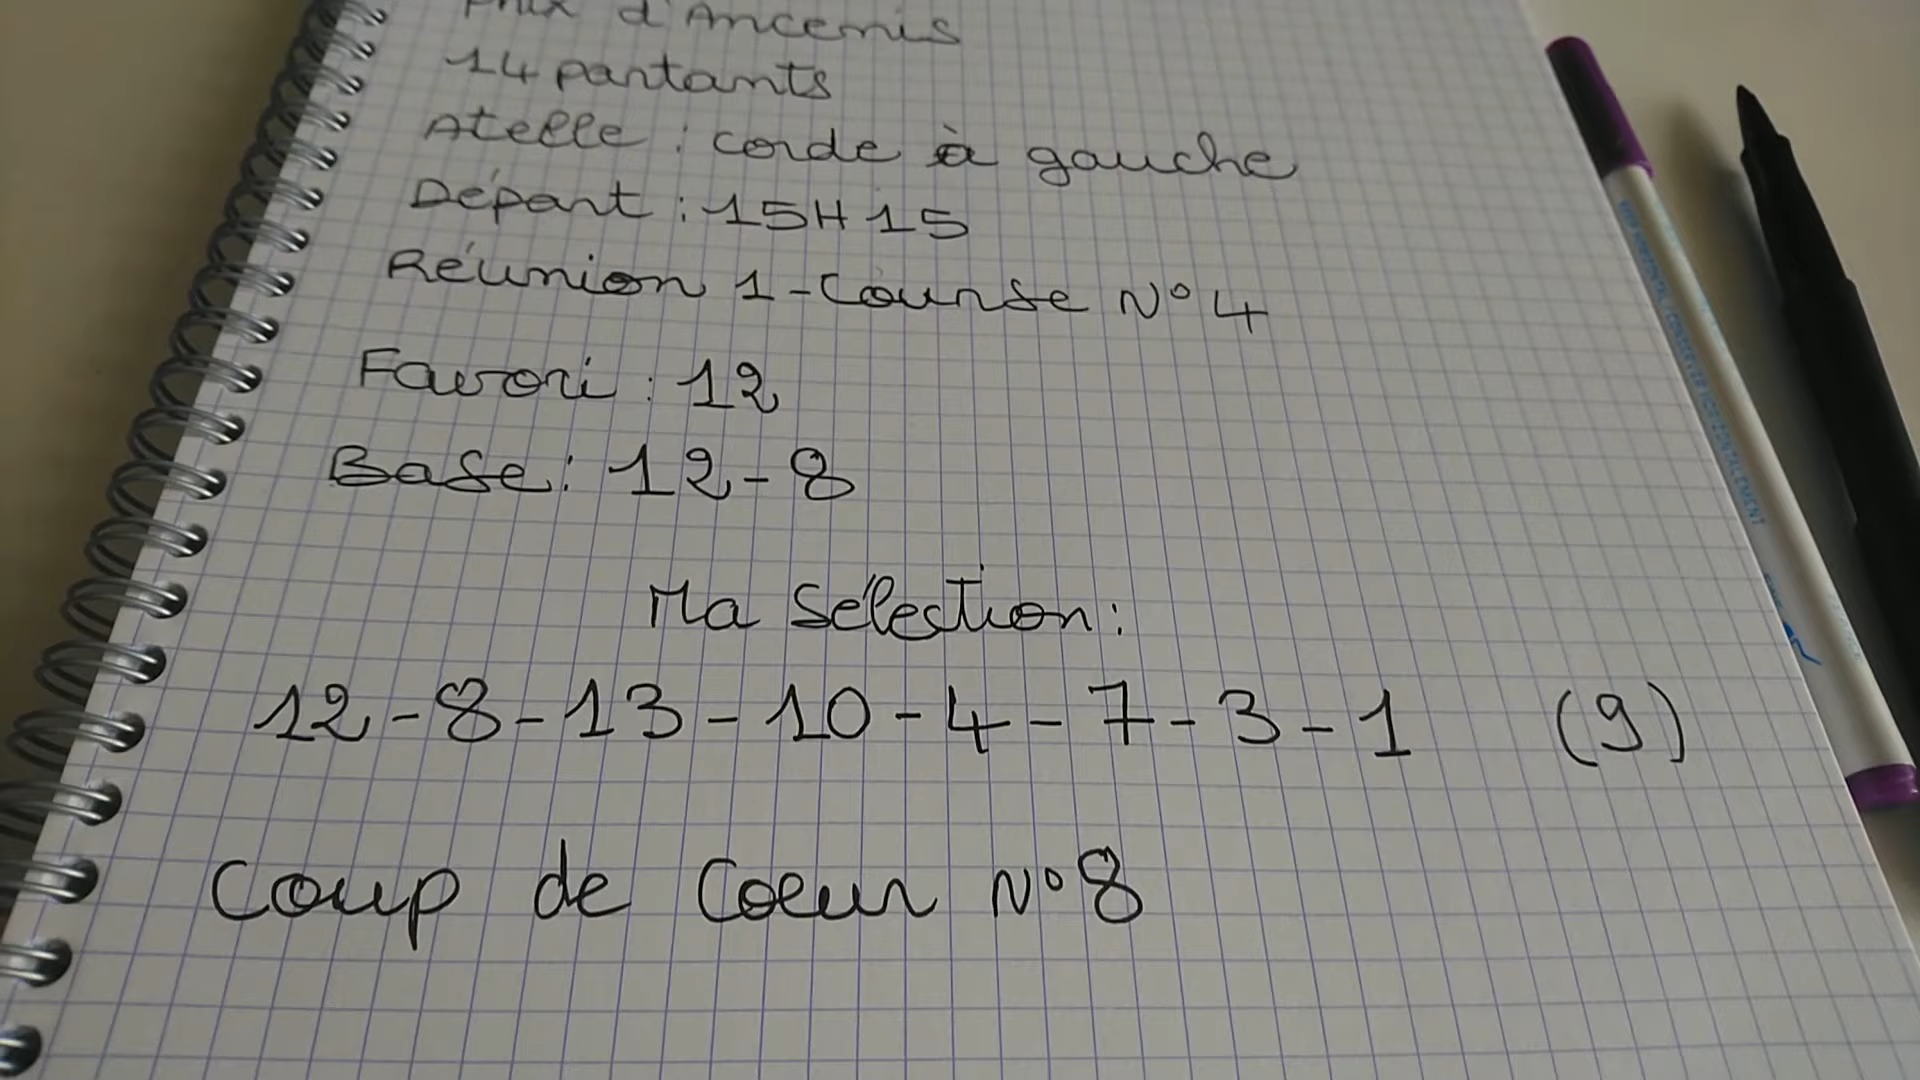 Prix d'Ancenis
14 partants
Atelle : corde à gauche
Départ : 15H15
Réunion 1 - Course N° 4
Favori : 12
Base : 12 - 8
Ma Sélection :
12 - 8 - 13 - 10 - 4 - 7 - 3 - 1 (9)
Coup de Coeur N° 8